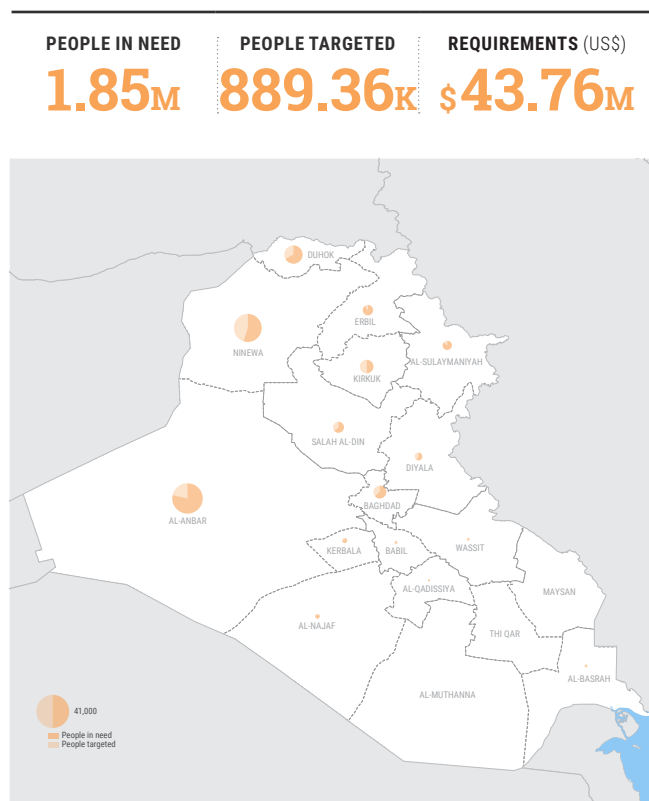 PEOPLE IN NEED
1.85M
PEOPLE TARGETED
889.36K
REQUIREMENTS (US$)
$43.76M
DUHOK
ERBIL
NINEWA
AL-SULAYMANIYAH
KIRKUK
SALAH AL-DIN
DIYALA
BAGHDAD
AL-ANBAR
KERBALA
BABIL
WASSIT
AL-QADISSIYA
MAYSAN
AL-NAJAF
THI QAR
AL-BASRAH
AL-MUTHANNA
41,000
People in need
People targeted